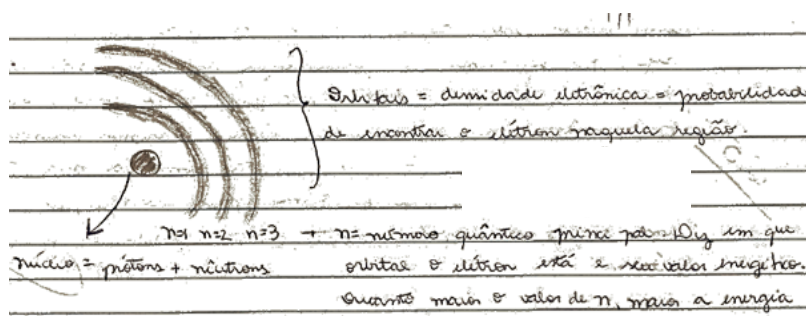 Orbitais = densidade eletrônica = probabilidade
de encontrar o elétron naquela região.
n=1 n=2 n=3 → n= número quântico principal → Diz em que
núcleo = prótons + nêutrons
orbital o elétron está e seu valor energético.
Quanto maior o valor de n, maior a energia